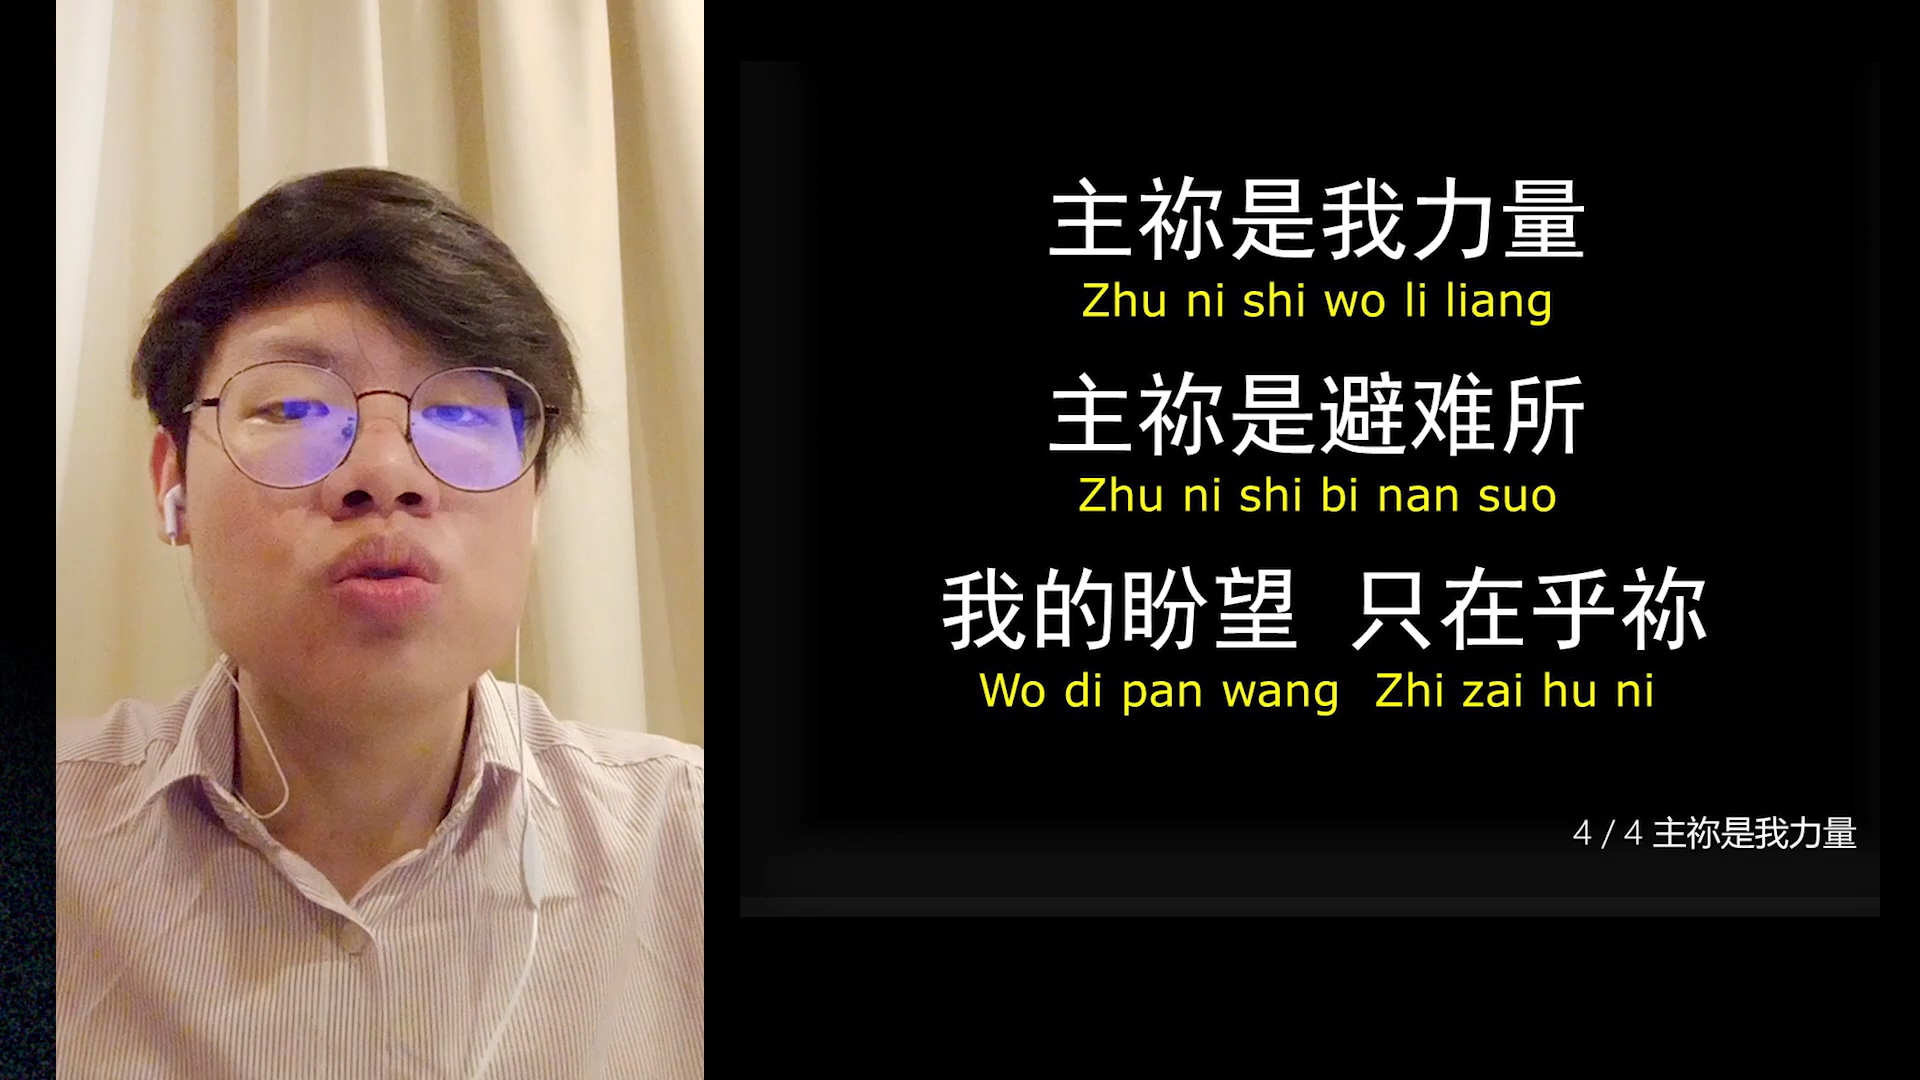 主祢是我力量
Zhu ni shi wo li liang
主祢是避难所
Zhu ni shi bi nan suo
我的盼望 只在乎祢
Wo di pan wang Zhi zai hu ni
4 / 4 主祢是我力量